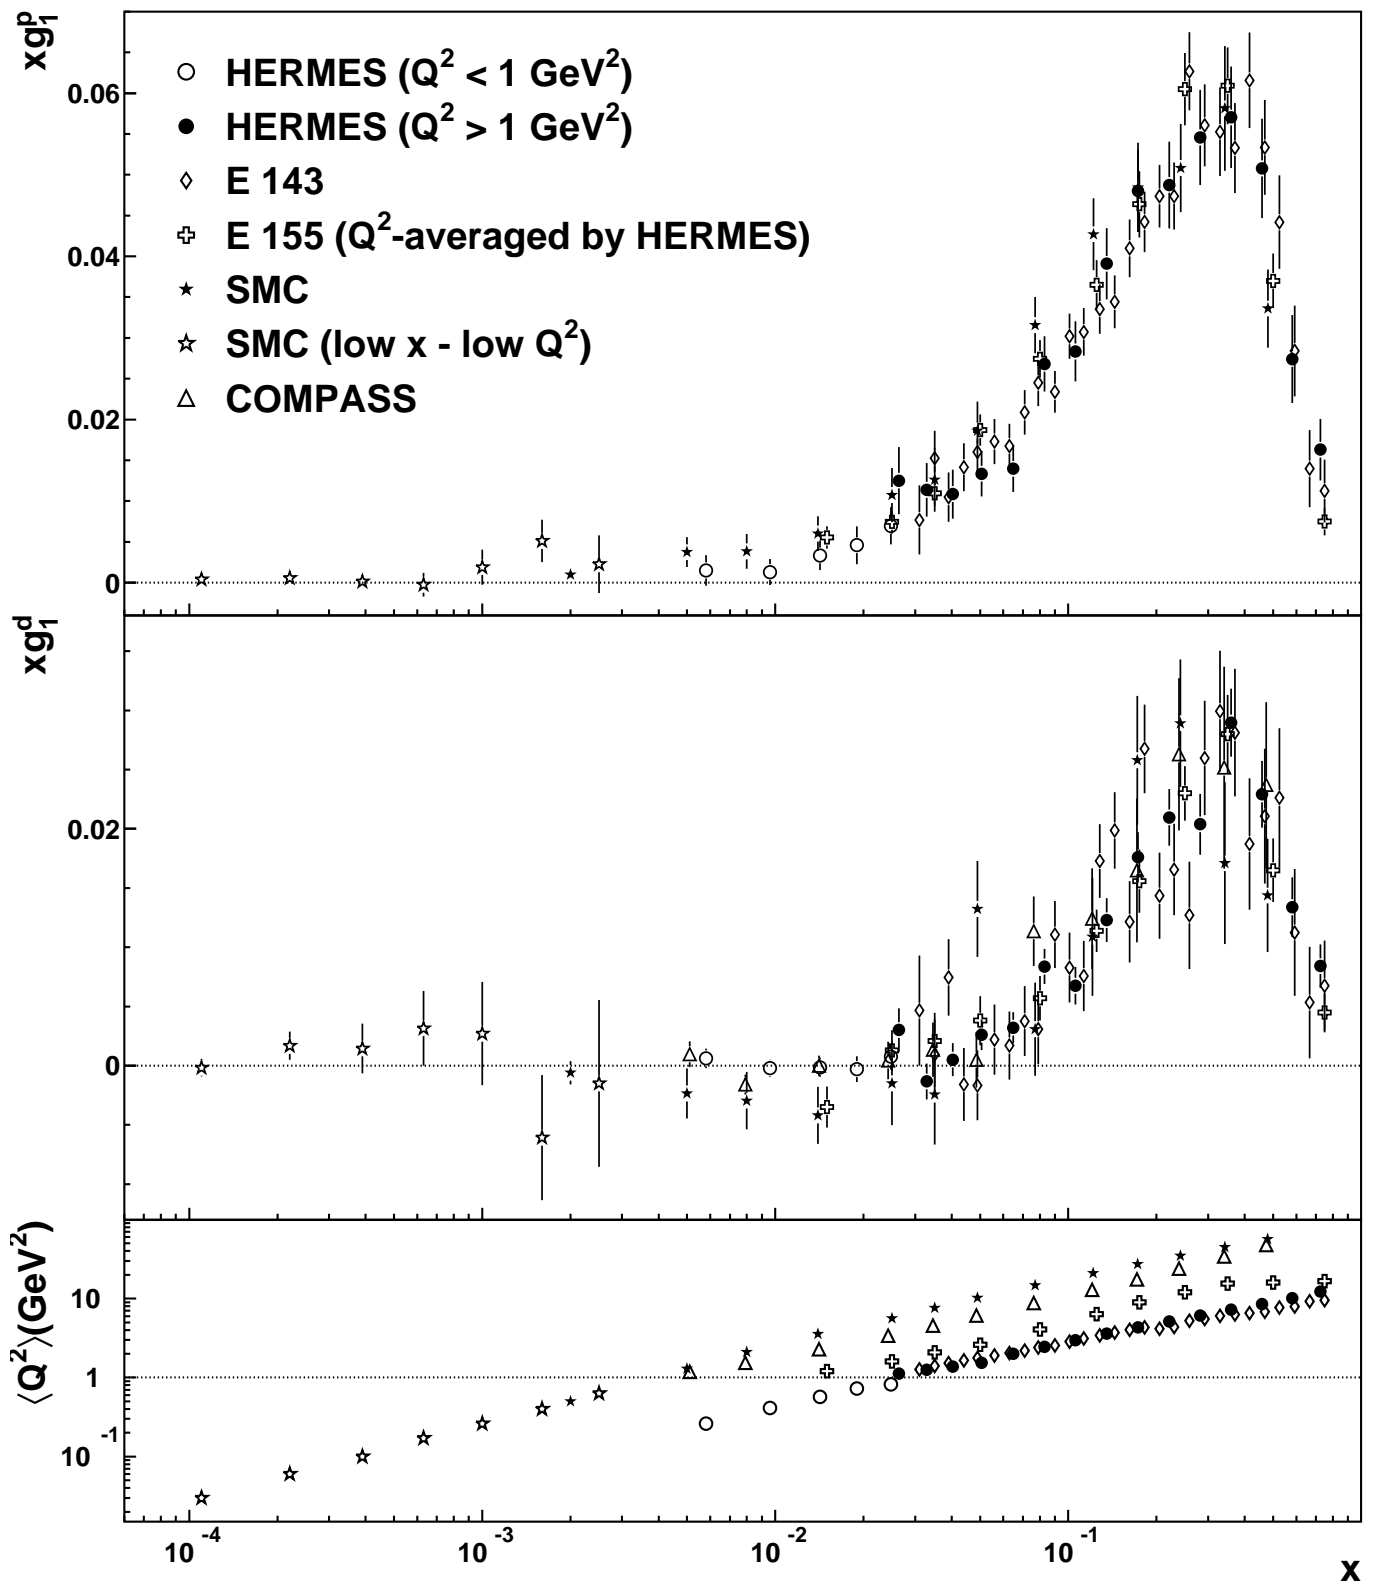 xg₁ᵖ
HERMES (Q² < 1 GeV²)
HERMES (Q² > 1 GeV²)
E 143
E 155 (Q²-averaged by HERMES)
SMC
SMC (low x - low Q²)
COMPASS
0.06
0.04
0.02
0
xg₁ᵈ
0.02
0
⟨Q²⟩(GeV²)
10
1
10⁻¹
10⁻⁴ 10⁻³ 10⁻² 10⁻¹
x